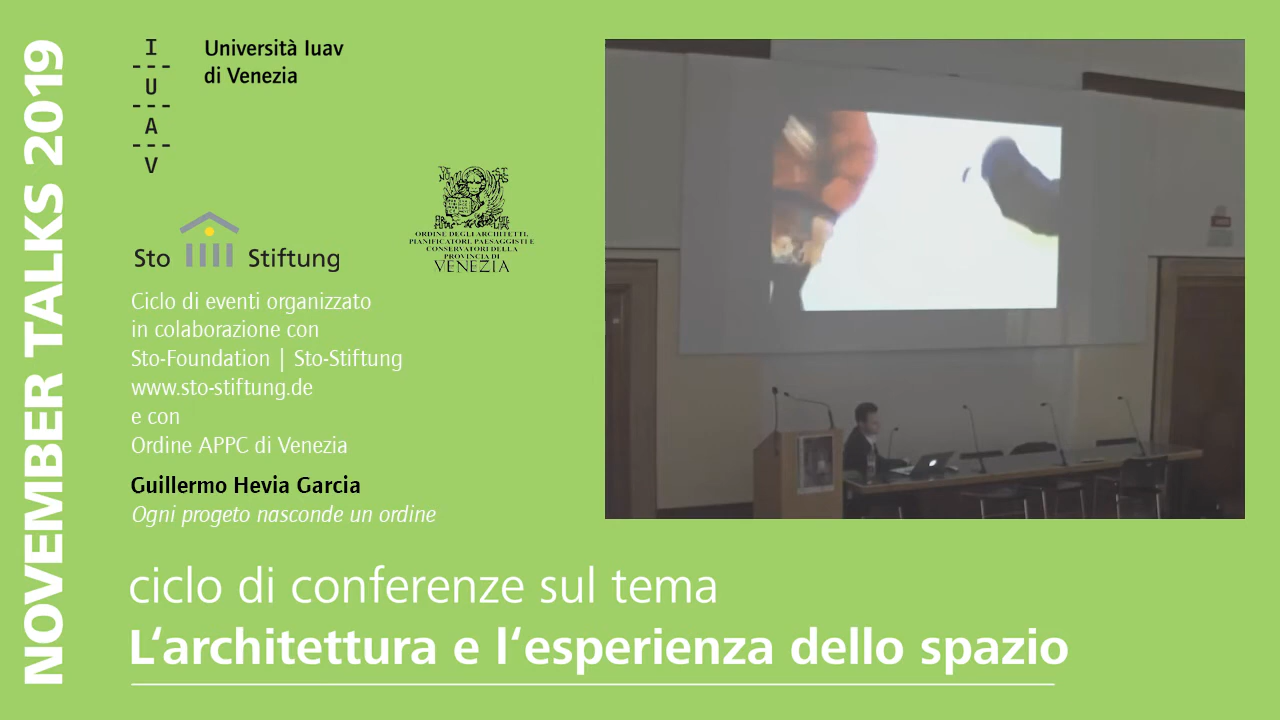 NOVEMBER TALKS 2019
I
U
A
V
Università Iuav
di Venezia
Sto Stiftung
ORDINE DEGLI ARCHITETTI,
PIANIFICATORI, PAESAGGISTI E
CONSERVATORI DELLA
PROVINCIA DI
VENEZIA
Ciclo di eventi organizzato
in colaborazione con
Sto-Foundation | Sto-Stiftung
www.sto-stiftung.de
e con
Ordine APPC di Venezia
Guillermo Hevia Garcia
Ogni progeto nasconde un ordine
ciclo di conferenze sul tema
L‘architettura e l‘esperienza dello spazio